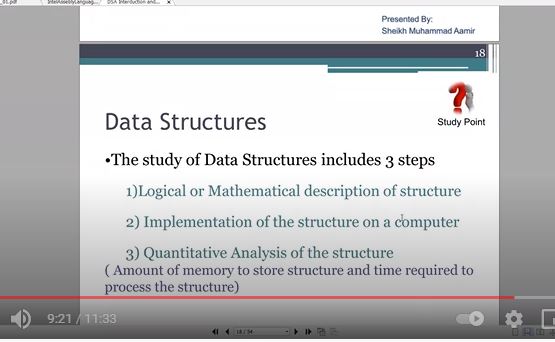 _01.pdf
IntelAssemblyLanguag...
DSA Interduction and...
Presented By:
Sheikh Muhammad Aamir
18
Study Point
Data Structures
•The study of Data Structures includes 3 steps
1)Logical or Mathematical description of structure
2) Implementation of the structure on a computer
3) Quantitative Analysis of the structure
( Amount of memory to store structure and time required to
process the structure)
9:21 / 11:33
18 / 54